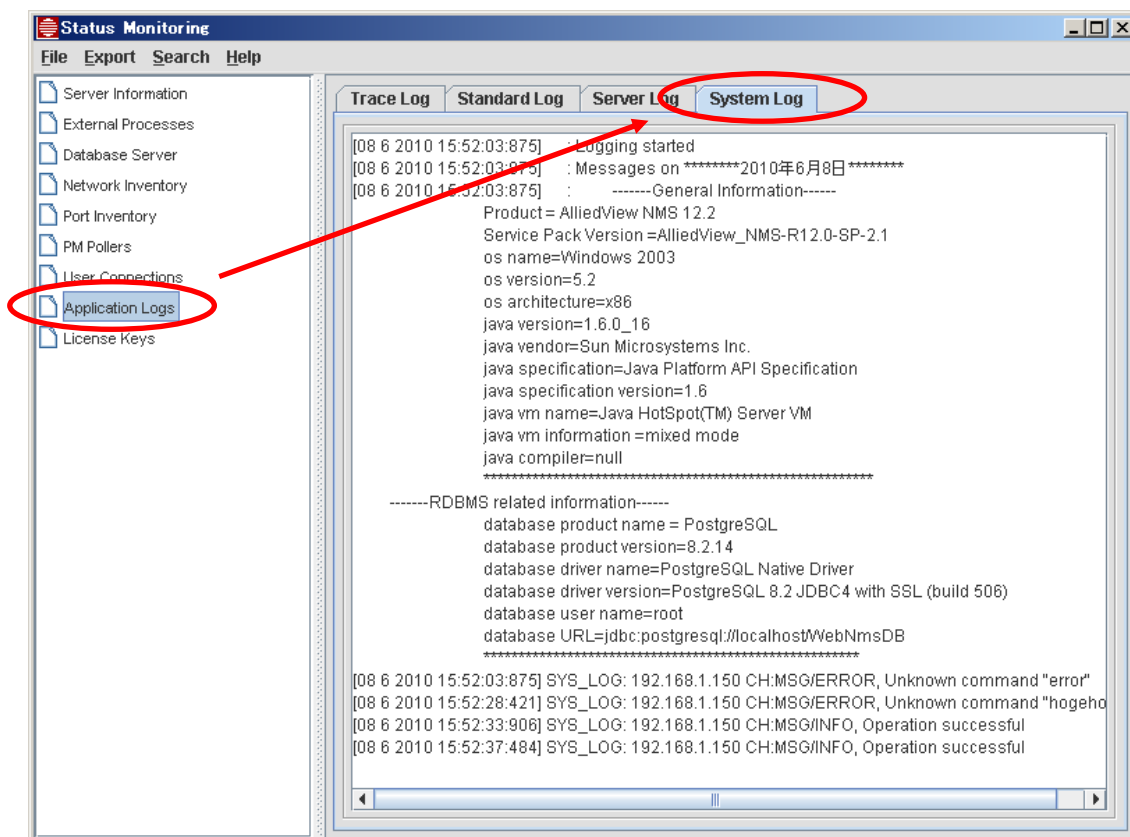 Status Monitoring
File Export Search Help
Server Information
External Processes
Database Server
Network Inventory
Port Inventory
PM Pollers
User Connections
Application Logs
License Keys
Trace Log Standard Log Server Log System Log
[08 6 2010 15:52:03:875] : Logging started
[08 6 2010 15:52:03:875] : Messages on ********2010年6月8日********
[08 6 2010 15:52:03:875] : -------General Information------
Product = AlliedView NMS 12.2
Service Pack Version =AlliedView_NMS-R12.0-SP-2.1
os name=Windows 2003
os version=5.2
os architecture=x86
java version=1.6.0_16
java vendor=Sun Microsystems Inc.
java specification=Java Platform API Specification
java specification version=1.6
java vm name=Java HotSpot(TM) Server VM
java vm information =mixed mode
java compiler=null
********************************************************
-------RDBMS related information------
database product name = PostgreSQL
database product version=8.2.14
database driver name=PostgreSQL Native Driver
database driver version=PostgreSQL 8.2 JDBC4 with SSL (build 506)
database user name=root
database URL=jdbc:postgresql://localhost/WebNmsDB
******************************************************
[08 6 2010 15:52:03:875] SYS_LOG: 192.168.1.150 CH:MSG/ERROR, Unknown command "error"
[08 6 2010 15:52:28:421] SYS_LOG: 192.168.1.150 CH:MSG/ERROR, Unknown command "hogeho
[08 6 2010 15:52:33:906] SYS_LOG: 192.168.1.150 CH:MSG/INFO, Operation successful
[08 6 2010 15:52:37:484] SYS_LOG: 192.168.1.150 CH:MSG/INFO, Operation successful